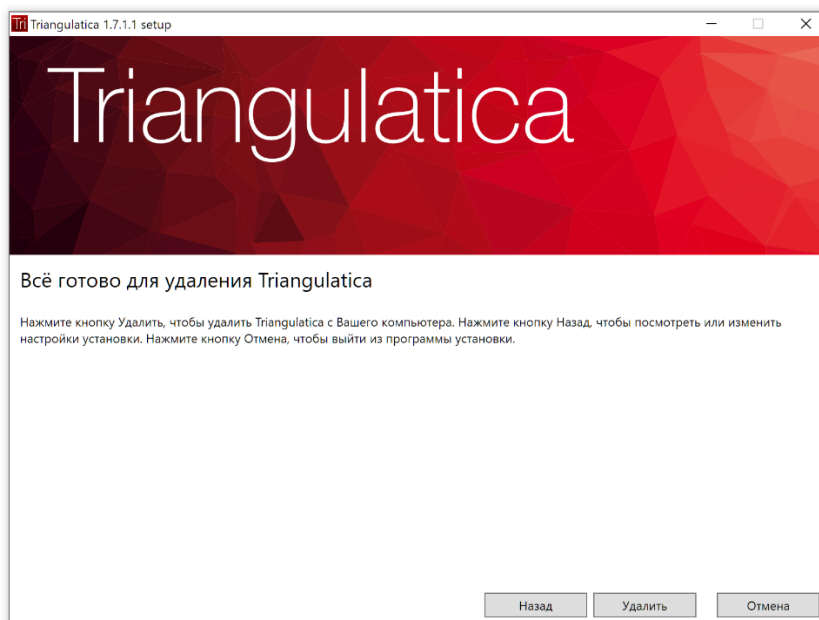 Tri Triangulatica 1.7.1.1 setup
Triangulatica
Всё готово для удаления Triangulatica
Нажмите кнопку Удалить, чтобы удалить Triangulatica с Вашего компьютера. Нажмите кнопку Назад, чтобы посмотреть или изменить
настройки установки. Нажмите кнопку Отмена, чтобы выйти из программы установки.
Назад Удалить Отмена